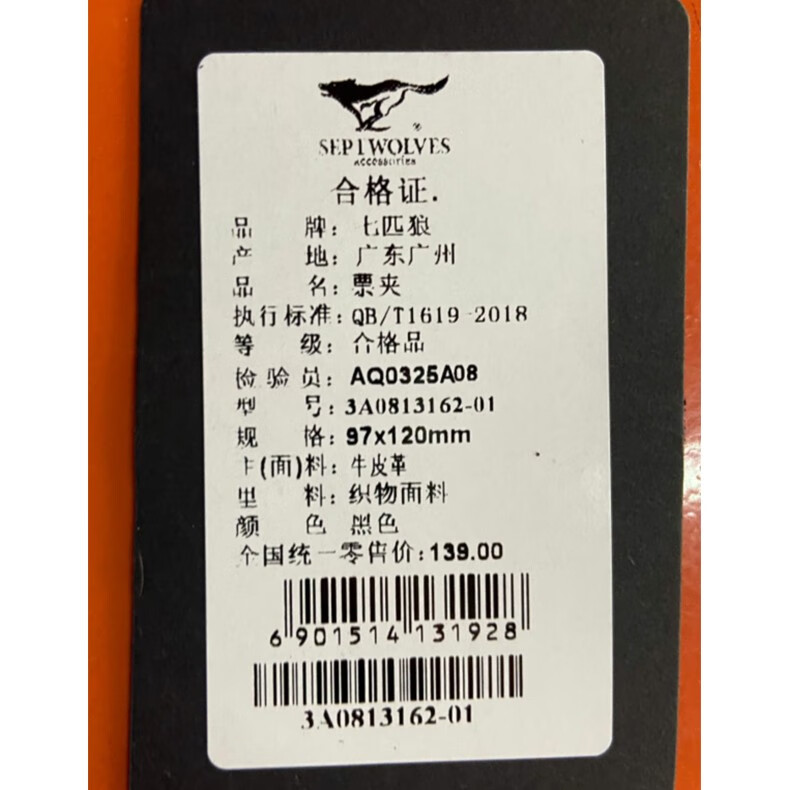 SEPTWOLVES
ACCESSORIES
合格证.
品 牌: 七匹狼
产 地: 广东广州
品 名: 票夹
执行标准: QB/T1619-2018
等 级: 合格品
检验员: AQ0325A08
型 号: 3A0813162-01
规 格: 97x120mm
主(面)料: 牛皮革
里 料: 织物面料
颜 色 黑色
全国统一零售价: 139.00
6 901514 131928
3A0813162-01